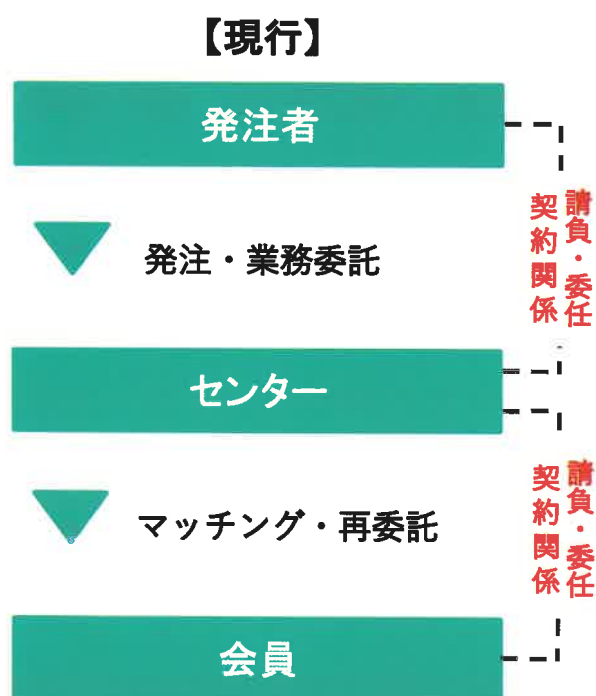 【現行】
発注者
発注・業務委託
請負・委任
契約関係
センター
マッチング・再委託
請負・委任
契約関係
会員